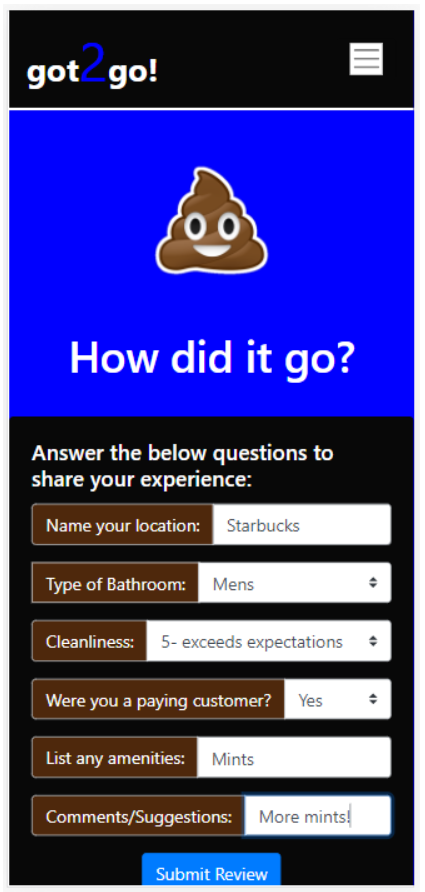 got2go!
How did it go?
Answer the below questions to
share your experience:
Name your location: Starbucks
Type of Bathroom: Mens
Cleanliness: 5- exceeds expectations
Were you a paying customer? Yes
List any amenities: Mints
Comments/Suggestions: More mints!
Submit Review